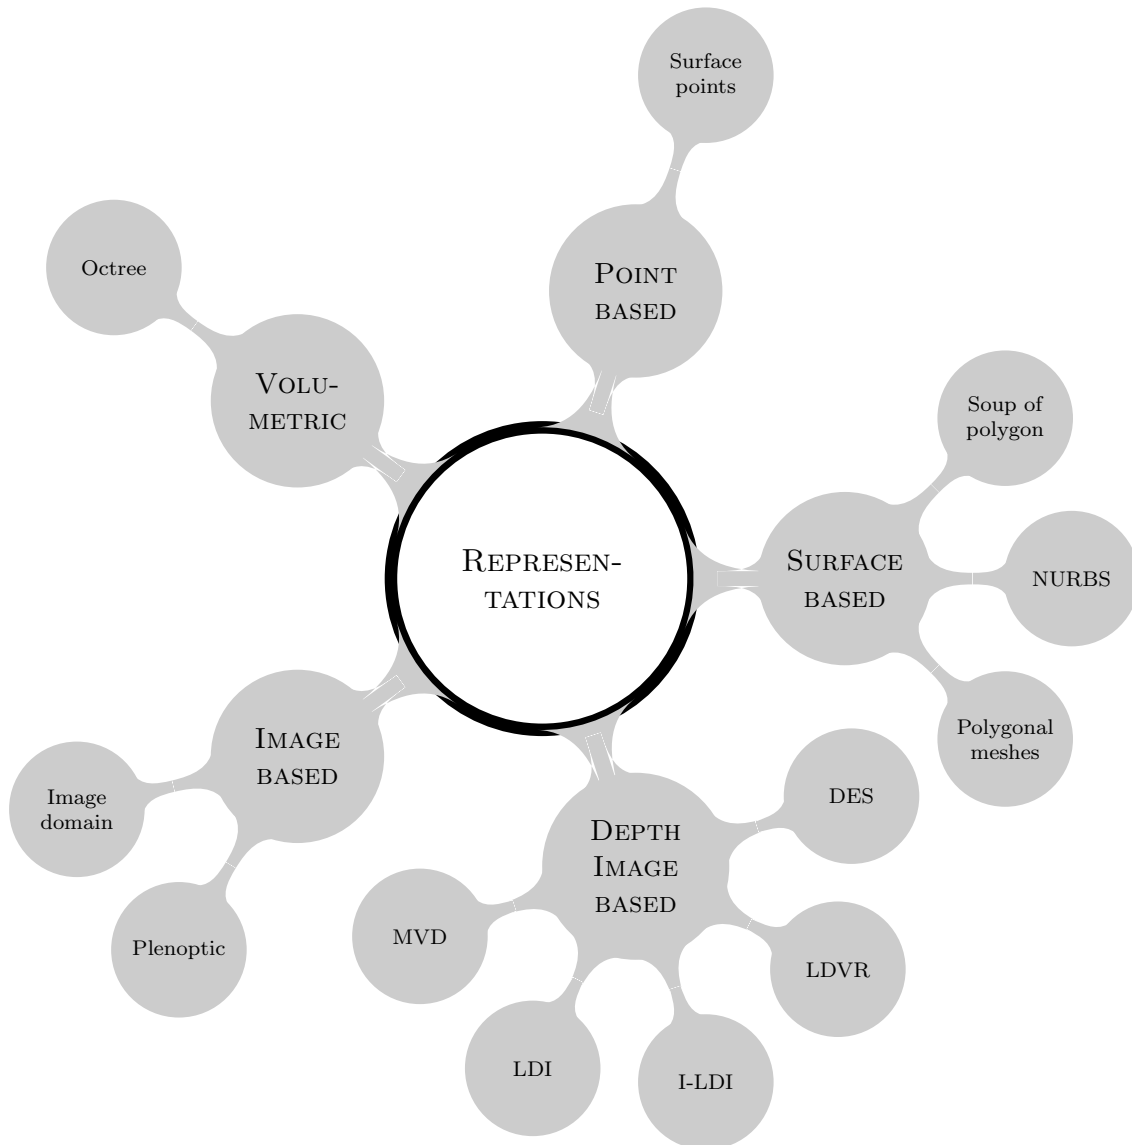 Surface
points
Octree
POINT
BASED
VOLU-
METRIC
Soup of
polygon
REPRESEN-
TATIONS
SURFACE
BASED
NURBS
IMAGE
BASED
Polygonal
meshes
Image
domain
DES
DEPTH
IMAGE
BASED
MVD
Plenoptic
LDVR
LDI
I-LDI